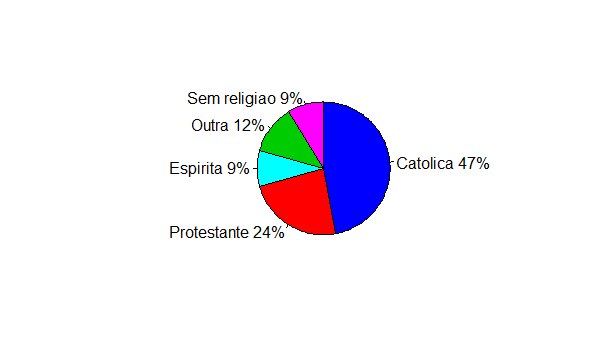 Sem religiao 9%
Outra 12%
Catolica 47%
Espirita 9%
Protestante 24%